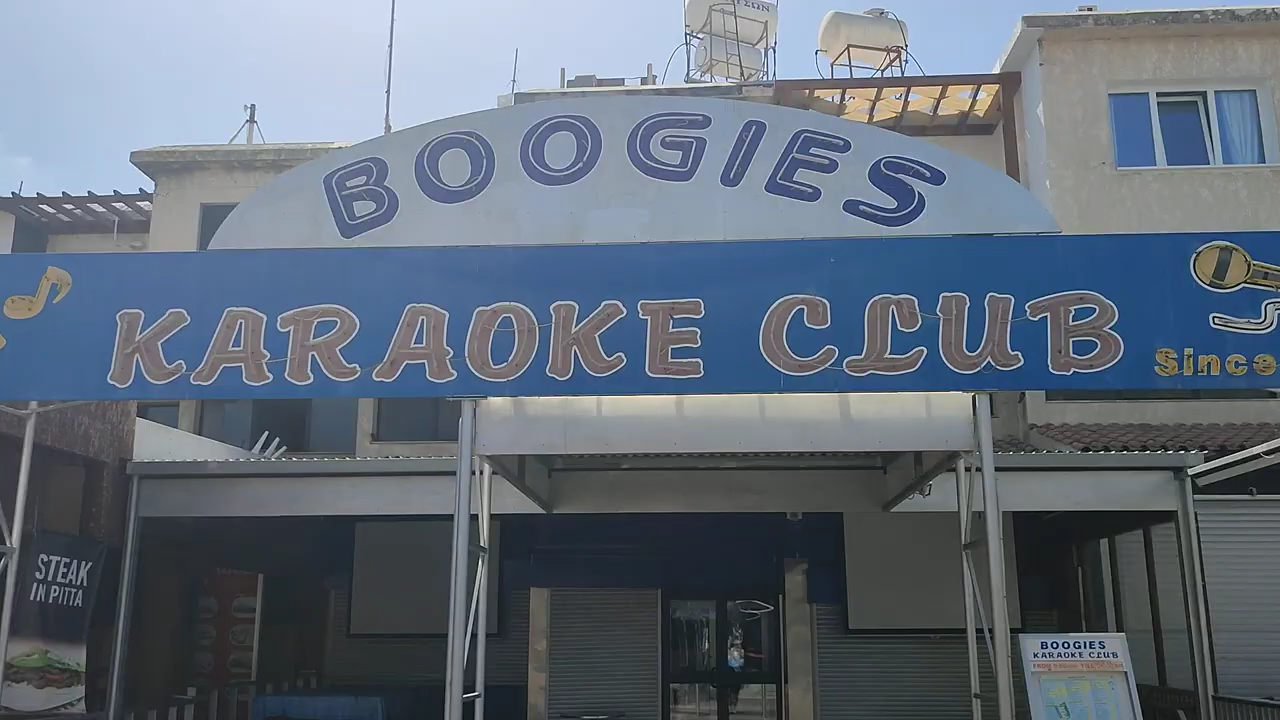 BOOGIES
KARAOKE CLUB
Since
STEAK
IN PITTA
BOOGIES
KARAOKE CLUB